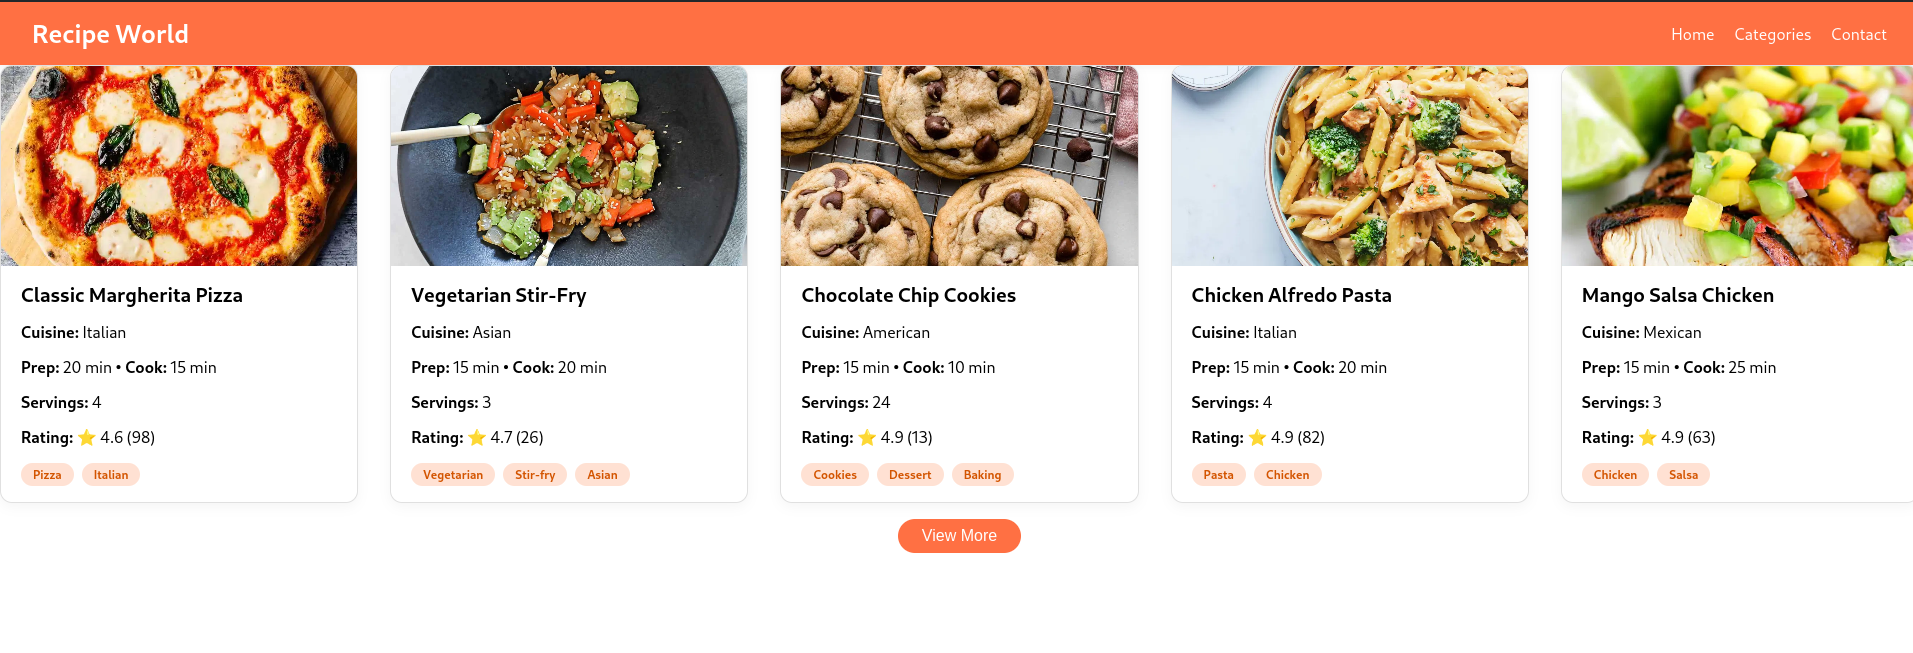 Recipe World
Home Categories Contact
Classic Margherita Pizza
Cuisine: Italian
Prep: 20 min • Cook: 15 min
Servings: 4
Rating: ⭐ 4.6 (98)
Pizza Italian
Vegetarian Stir-Fry
Cuisine: Asian
Prep: 15 min • Cook: 20 min
Servings: 3
Rating: ⭐ 4.7 (26)
Vegetarian Stir-fry Asian
Chocolate Chip Cookies
Cuisine: American
Prep: 15 min • Cook: 10 min
Servings: 24
Rating: ⭐ 4.9 (13)
Cookies Dessert Baking
Chicken Alfredo Pasta
Cuisine: Italian
Prep: 15 min • Cook: 20 min
Servings: 4
Rating: ⭐ 4.9 (82)
Pasta Chicken
Mango Salsa Chicken
Cuisine: Mexican
Prep: 15 min • Cook: 25 min
Servings: 3
Rating: ⭐ 4.9 (63)
Chicken Salsa
View More